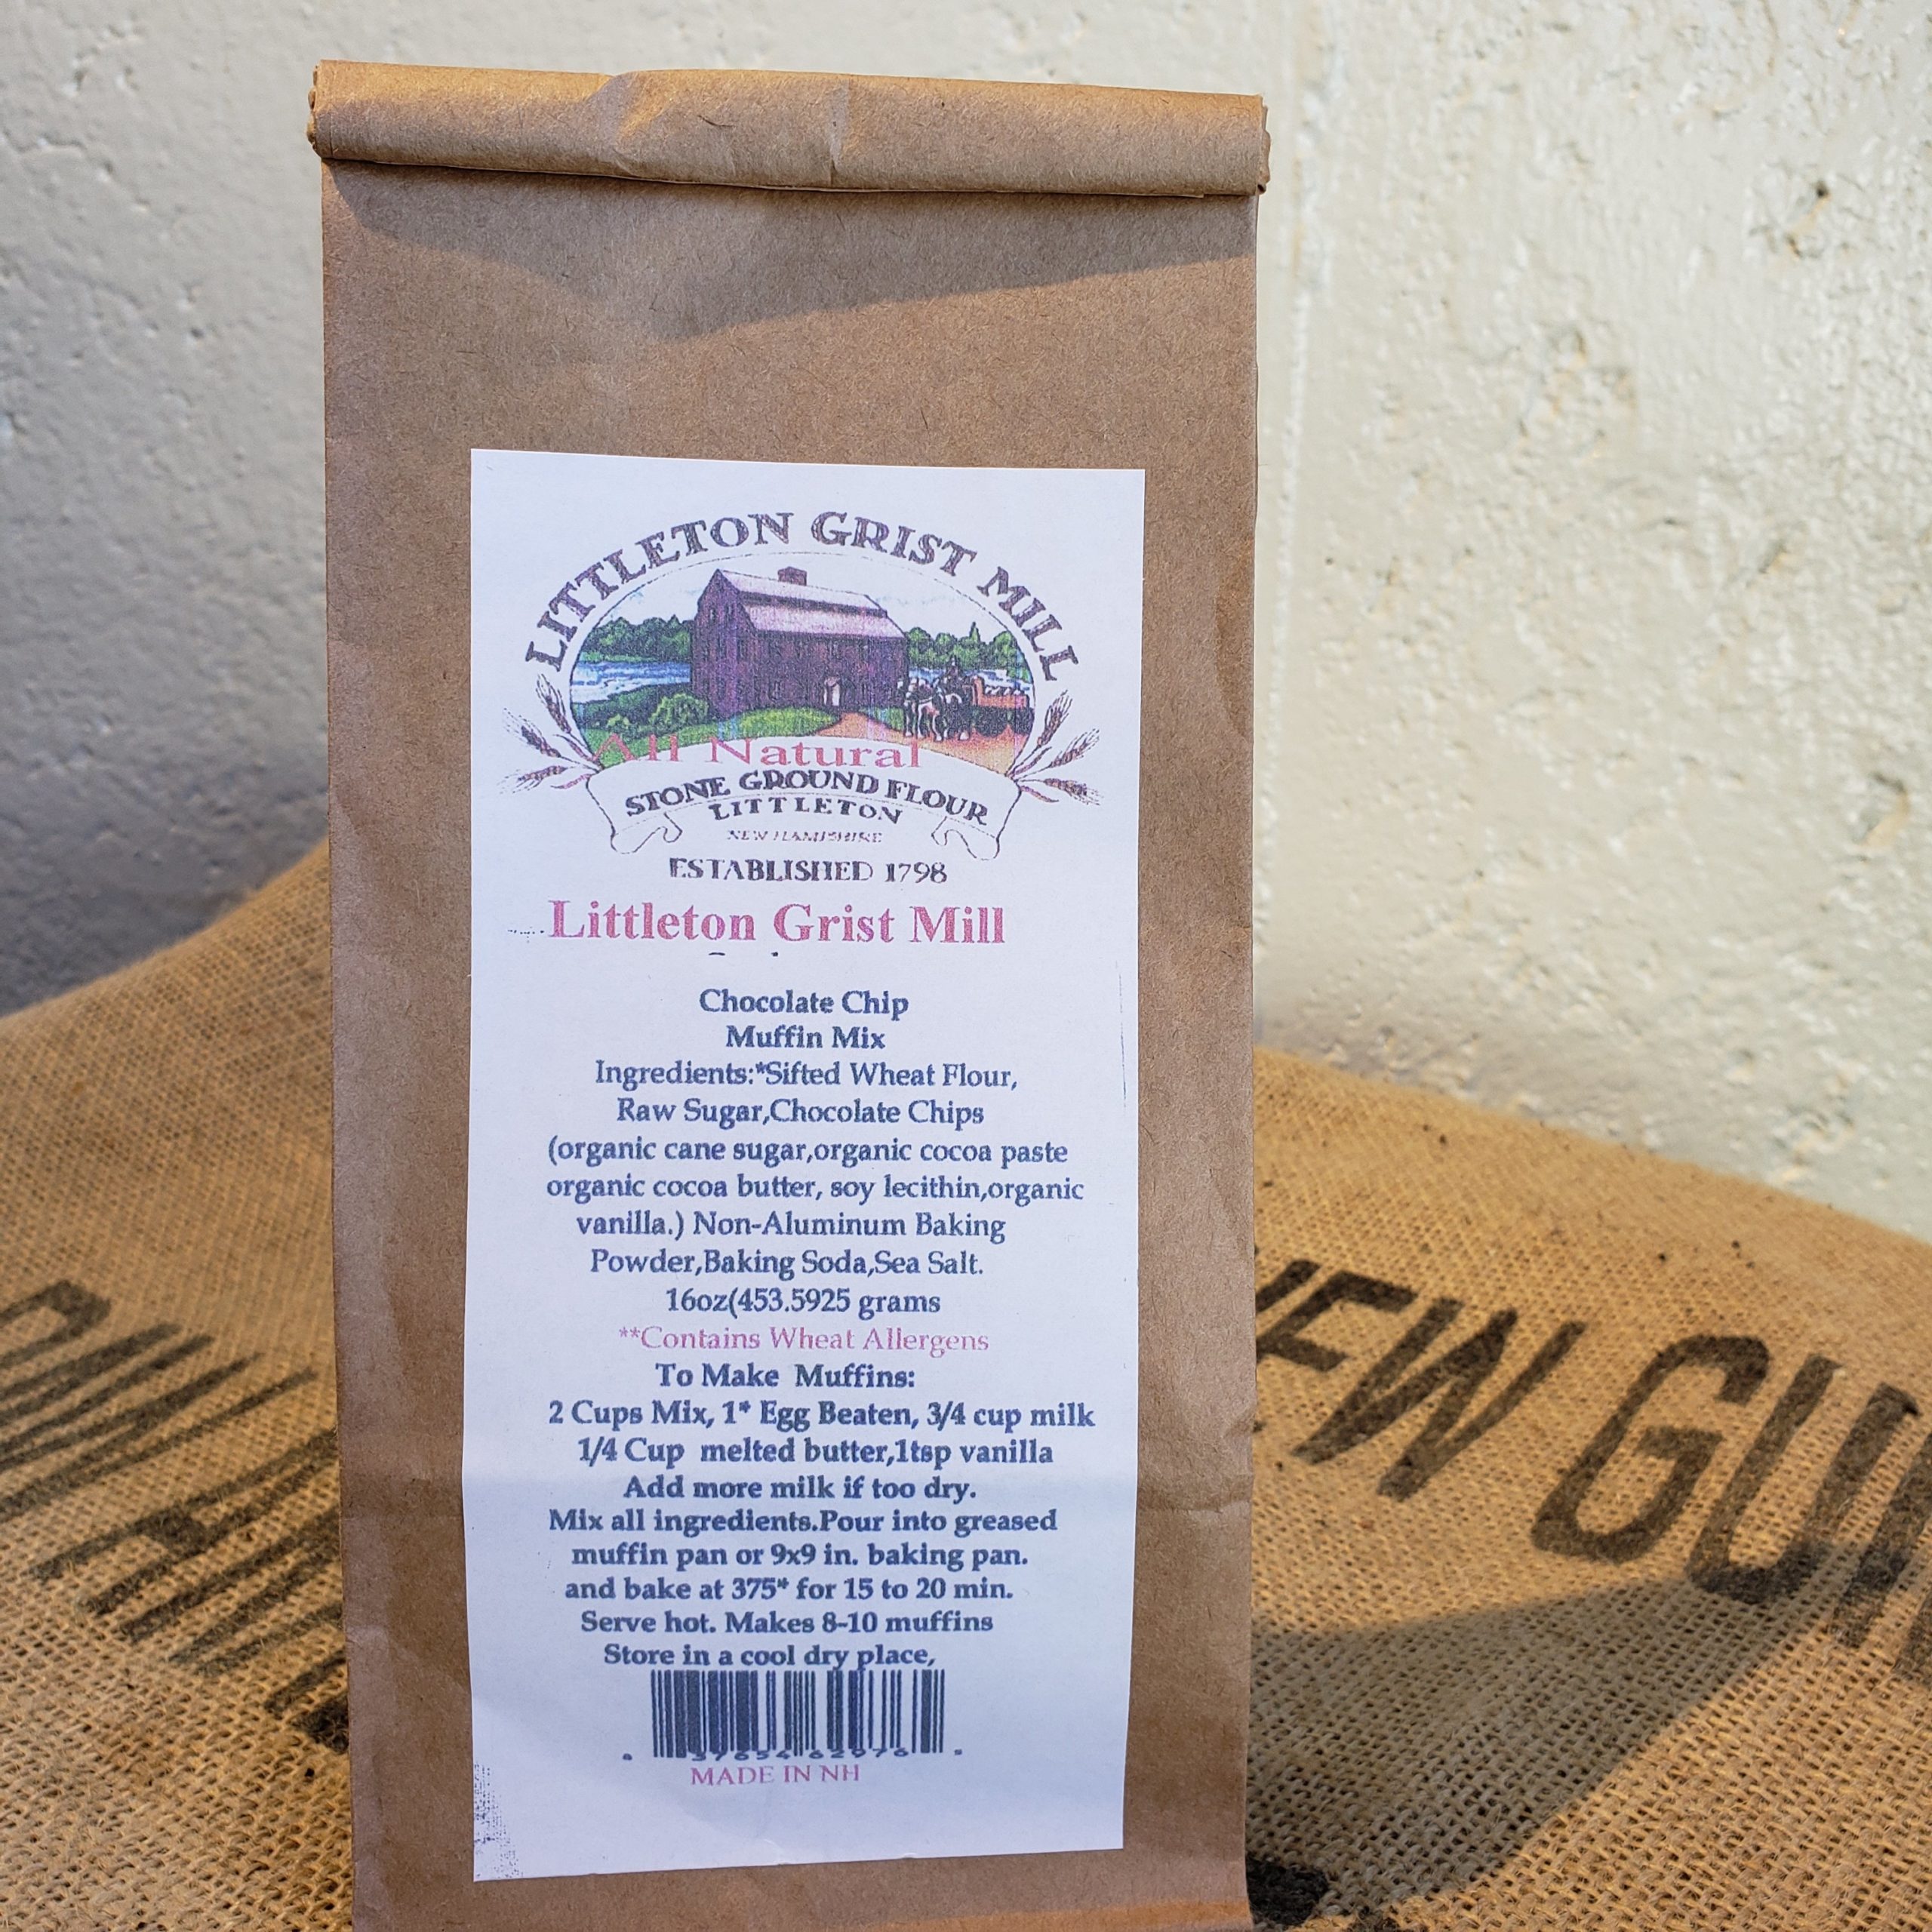 LITTLETON GRIST MILL
All Natural
STONE GROUND FLOUR
LITTLETON
NEW HAMPSHIRE
ESTABLISHED 1798
Littleton Grist Mill
Chocolate Chip
Muffin Mix
Ingredients:*Sifted Wheat Flour,
Raw Sugar,Chocolate Chips
(organic cane sugar,organic cocoa paste
organic cocoa butter, soy lecithin,organic
vanilla.) Non-Aluminum Baking
Powder,Baking Soda,Sea Salt.
16oz(453.5925 grams
**Contains Wheat Allergens
To Make Muffins:
2 Cups Mix, 1* Egg Beaten, 3/4 cup milk
1/4 Cup melted butter,1tsp vanilla
Add more milk if too dry.
Mix all ingredients.Pour into greased
muffin pan or 9x9 in. baking pan.
and bake at 375* for 15 to 20 min.
Serve hot. Makes 8-10 muffins
Store in a cool dry place,
MADE IN NH